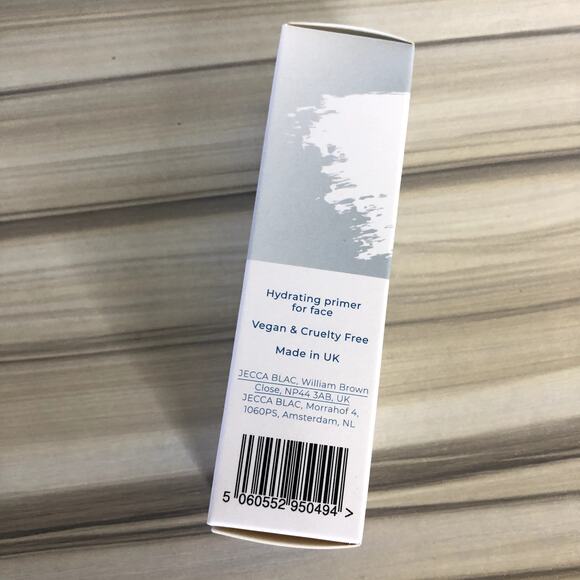 Hydrating primer
for face
Vegan & Cruelty Free
Made in UK
JECCA BLAC, William Brown
Close, NP44 3AB, UK
JECCA BLAC, Morrahof 4,
1060PS, Amsterdam, NL
5 060552 950494 >